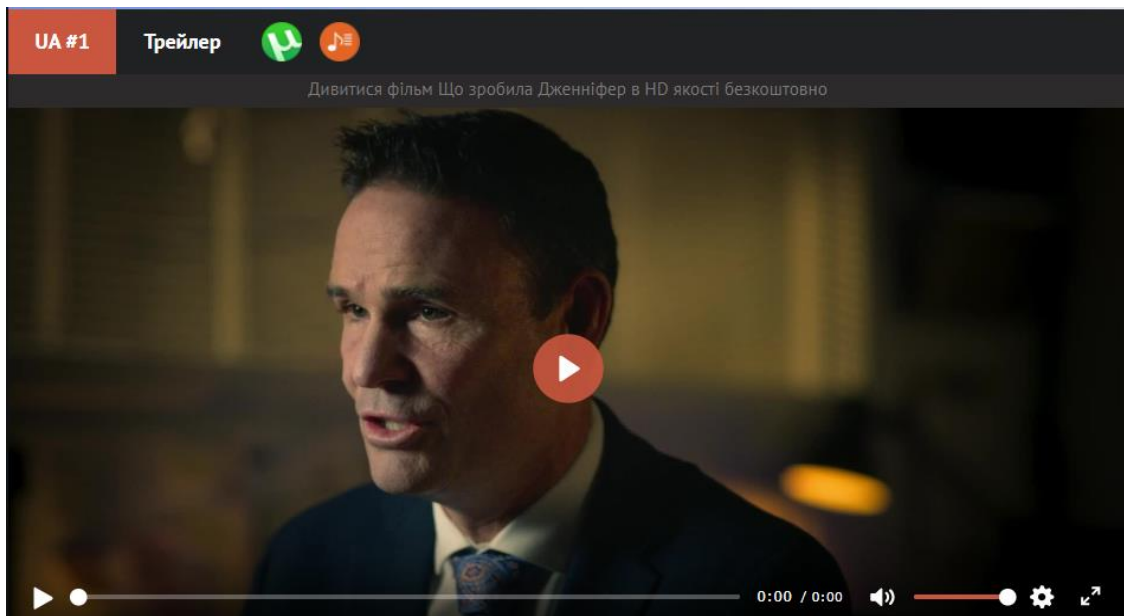 UA #1 Трейлер
Дивитися фільм Що зробила Дженніфер в HD якості безкоштовно
0:00 / 0:00